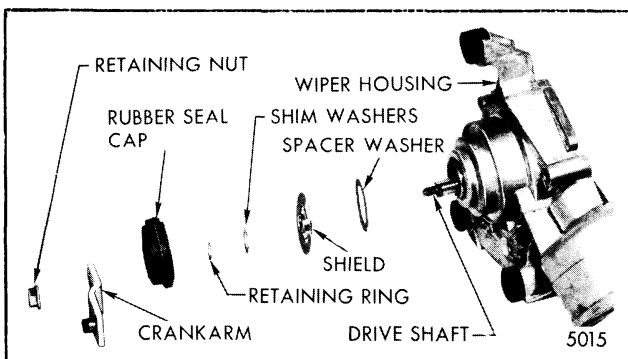 RETAINING NUT
WIPER HOUSING
RUBBER SEAL
CAP
SHIM WASHERS
SPACER WASHER
SHIELD
RETAINING RING
CRANKARM
DRIVE SHAFT
5015